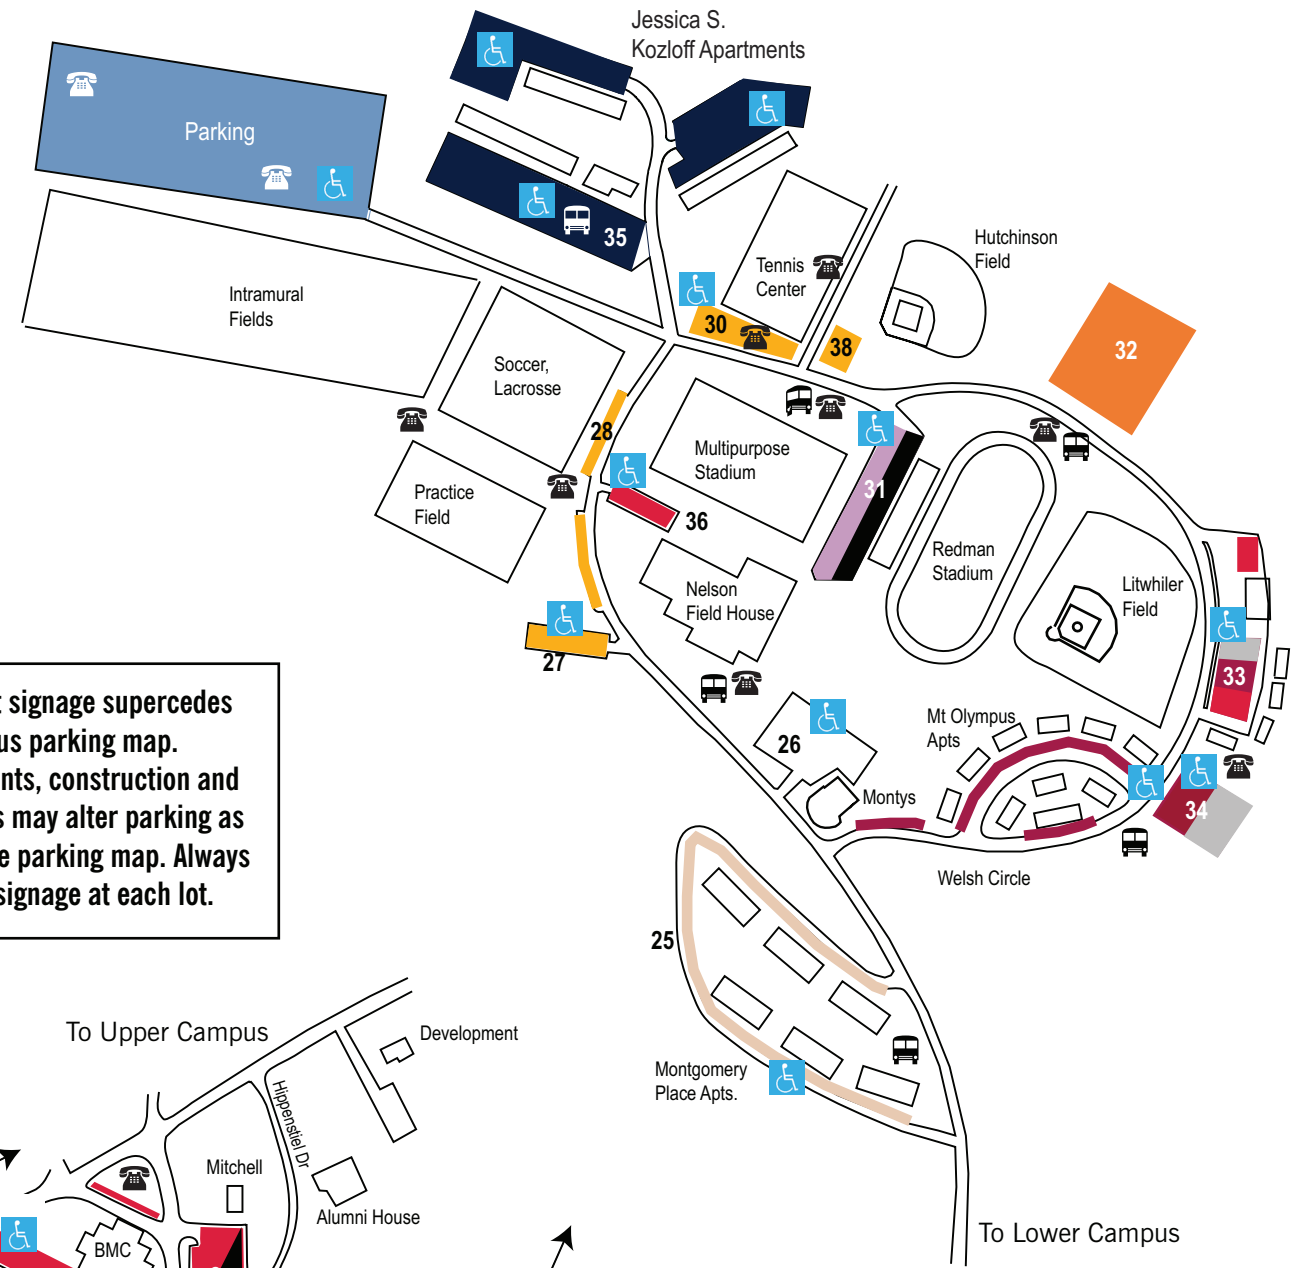 Jessica S.
Kozloff Apartments
Parking
35
Intramural
Fields
Tennis
Center
Hutchinson
Field
30
38
32
Soccer,
Lacrosse
28
Multipurpose
Stadium
31
Practice
Field
36
Redman
Stadium
Nelson
Field House
Litwhiler
Field
27
33
signage supercedes
us parking map.
nts, construction and
s may alter parking as
e parking map. Always
signage at each lot.
26
Mt Olympus
Apts
Montys
34
Welsh Circle
25
Montgomery
Place Apts.
To Upper Campus
Development
Hippenstiel Dr
Mitchell
Alumni House
BMC
To Lower Campus